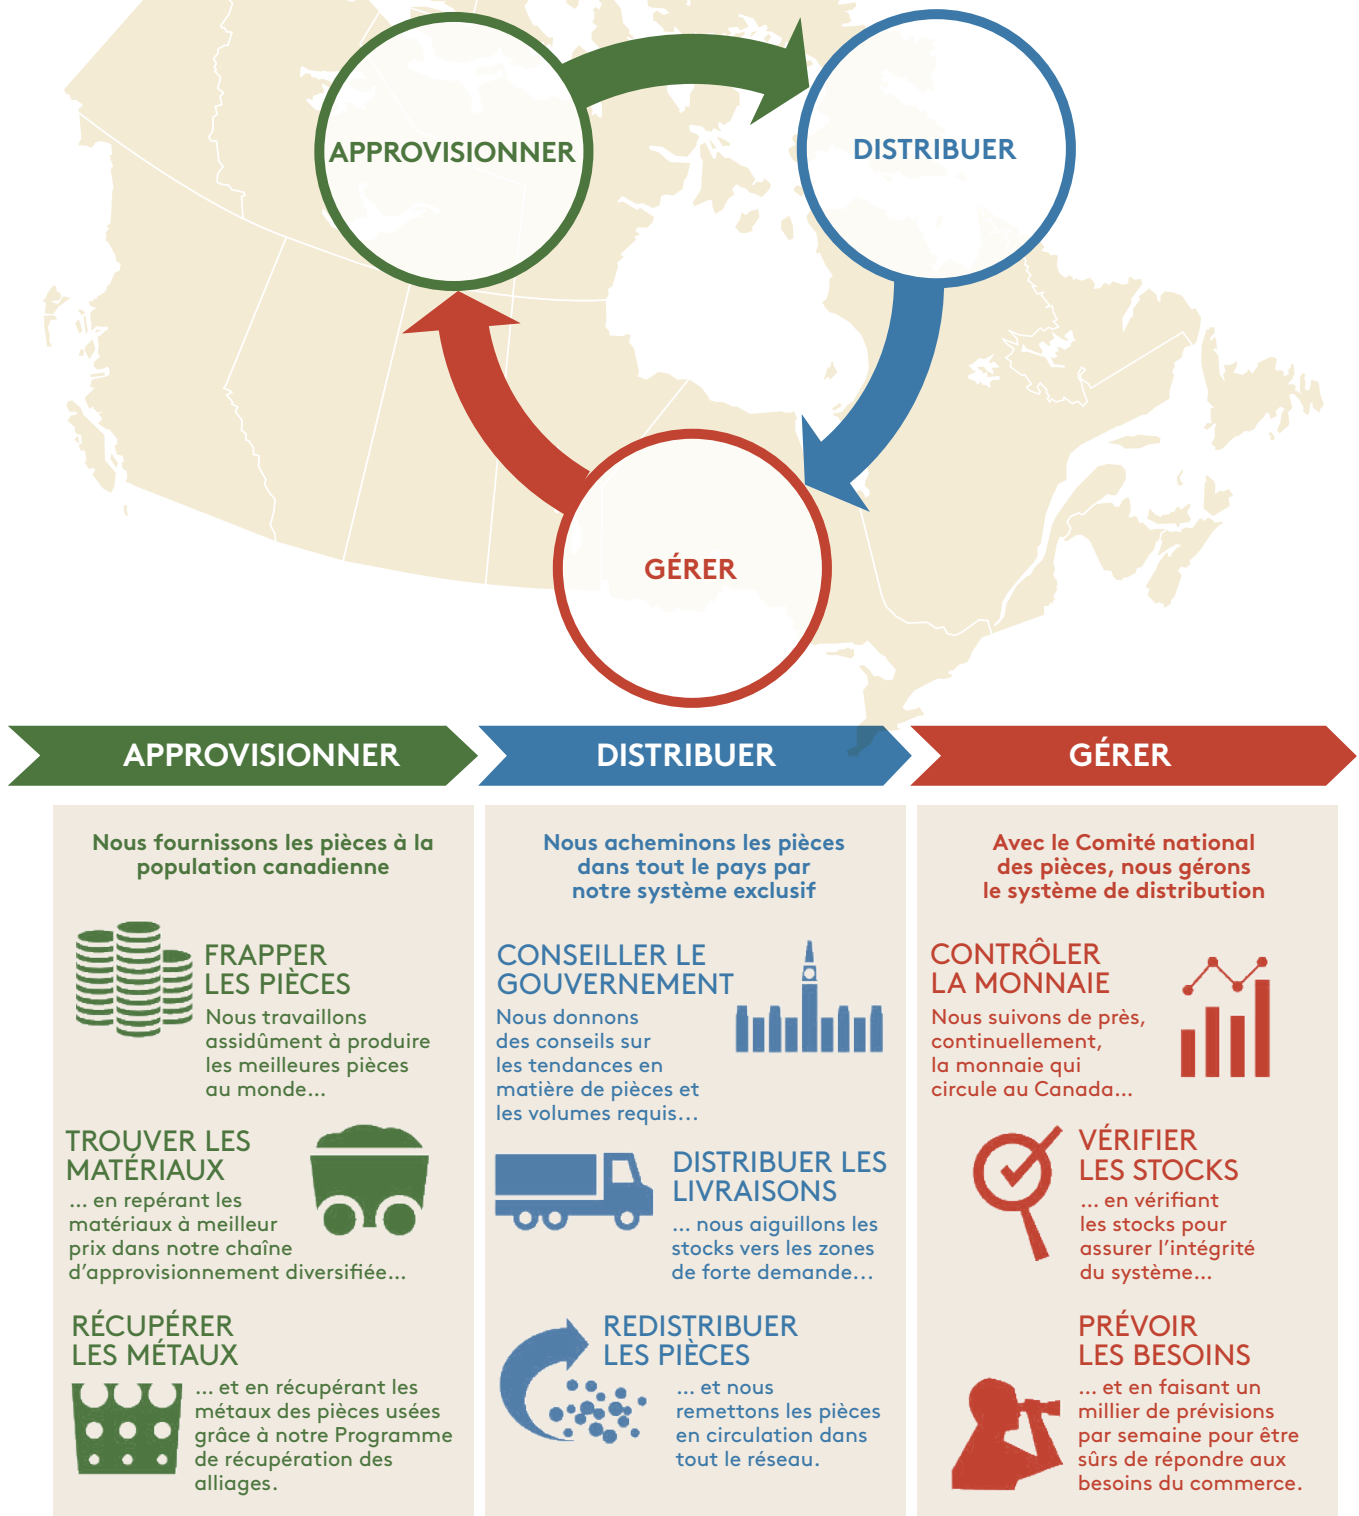 APPROVISIONNER
DISTRIBUER
GÉRER
APPROVISIONNER
DISTRIBUER
GÉRER
Nous fournissons les pièces à la
population canadienne
FRAPPER
LES PIÈCES
Nous travaillons
assidûment à produire
les meilleures pièces
au monde...
TROUVER LES
MATÉRIAUX
... en repérant les
matériaux à meilleur
prix dans notre chaîne
d’approvisionnement diversifiée...
RÉCUPÉRER
LES MÉTAUX
... et en récupérant les
métaux des pièces usées
grâce à notre Programme
de récupération des
alliages.
Nous acheminons les pièces
dans tout le pays par
notre système exclusif
CONSEILLER LE
GOUVERNEMENT
Nous donnons
des conseils sur
les tendances en
matière de pièces et
les volumes requis...
DISTRIBUER LES
LIVRAISONS
... nous aiguillons les
stocks vers les zones
de forte demande...
REDISTRIBUER
LES PIÈCES
... et nous
remettons les pièces
en circulation dans
tout le réseau.
Avec le Comité national
des pièces, nous gérons
le système de distribution
CONTRÔLER
LA MONNAIE
Nous suivons de près,
continuellement,
la monnaie qui
circule au Canada...
VÉRIFIER
LES STOCKS
... en vérifiant
les stocks pour
assurer l’intégrité
du système...
PRÉVOIR
LES BESOINS
... et en faisant un
millier de prévisions
par semaine pour être
sûrs de répondre aux
besoins du commerce.